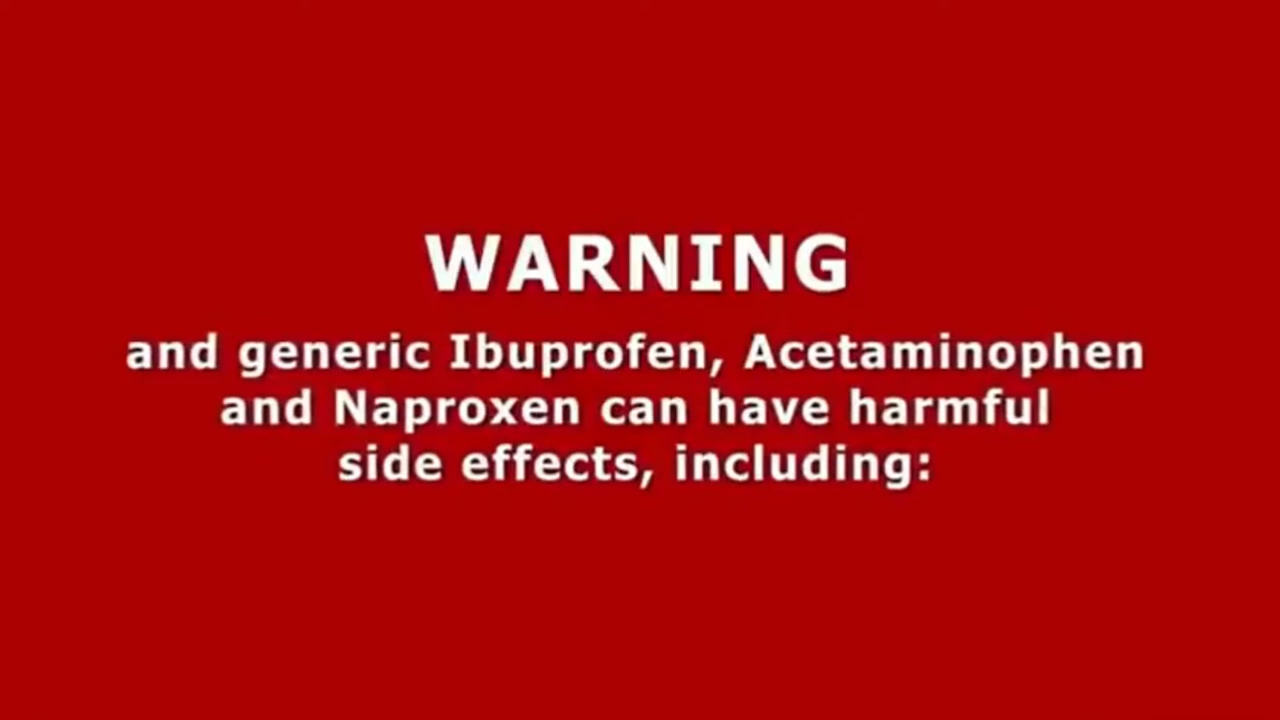 WARNING
and generic Ibuprofen, Acetaminophen
and Naproxen can have harmful
side effects, including: